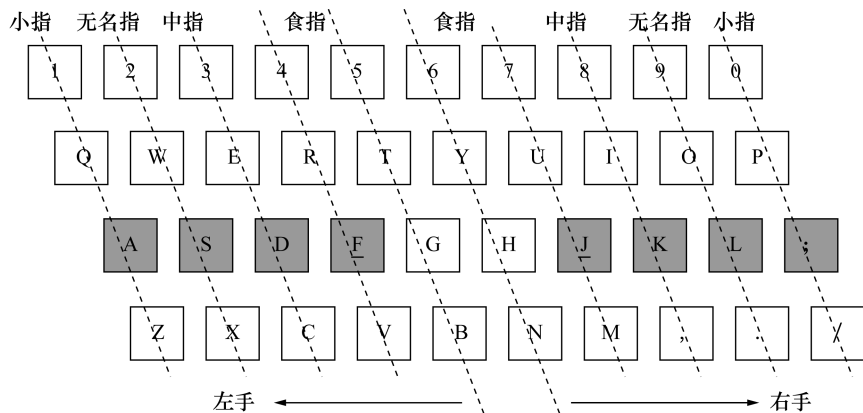 小指 无名指 中指 食指 食指 中指 无名指 小指
1 2 3 4 5 6 7 8 9 0
Q W E R T Y U I O P
A S D F G H J K L ;
Z X C V B N M , . /
左手 右手